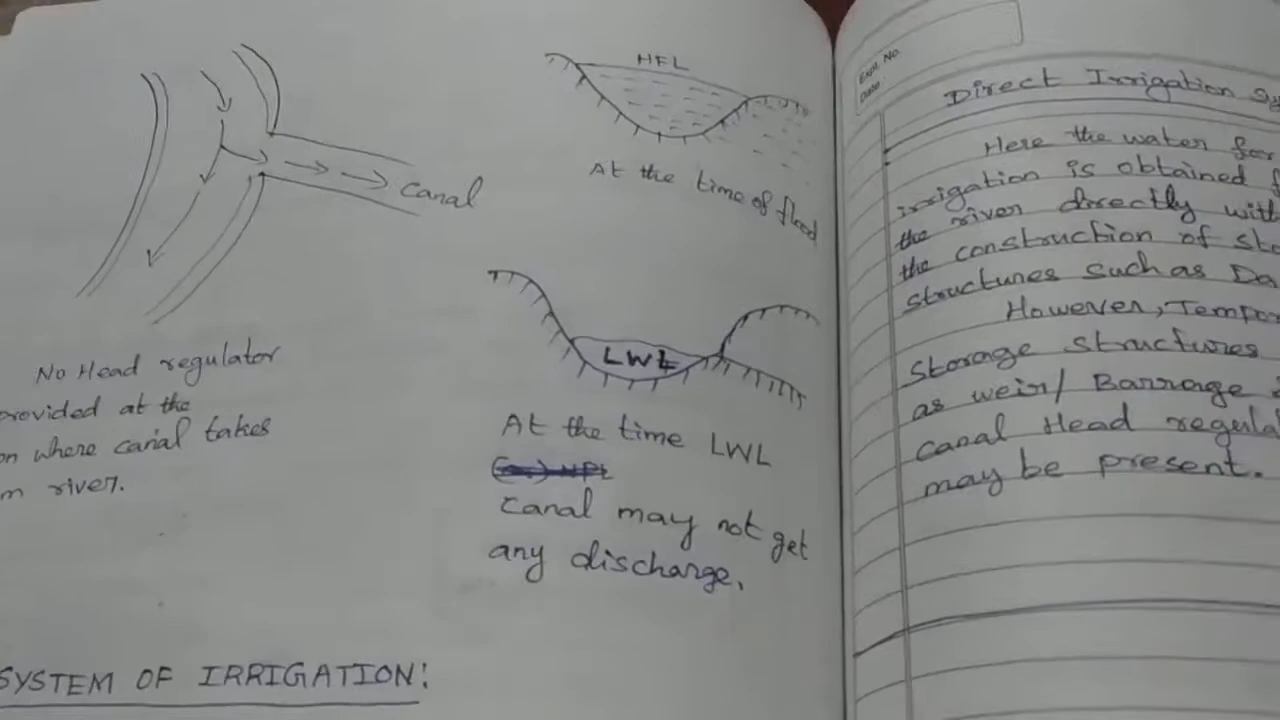 Canal
No Head regulator
provided at the
where canal takes
river.
SYSTEM OF IRRIGATION:
HFL
At the time of flood
LWL
At the time LWL
Canal may not get
any discharge.
Expt. No.
Date
Direct Irrigation
Here the water for
irrigation is obtained
the river directly
the construction of
structures such as
However,
Storage structures
as weir/ Barrage
canal Head
may be present.